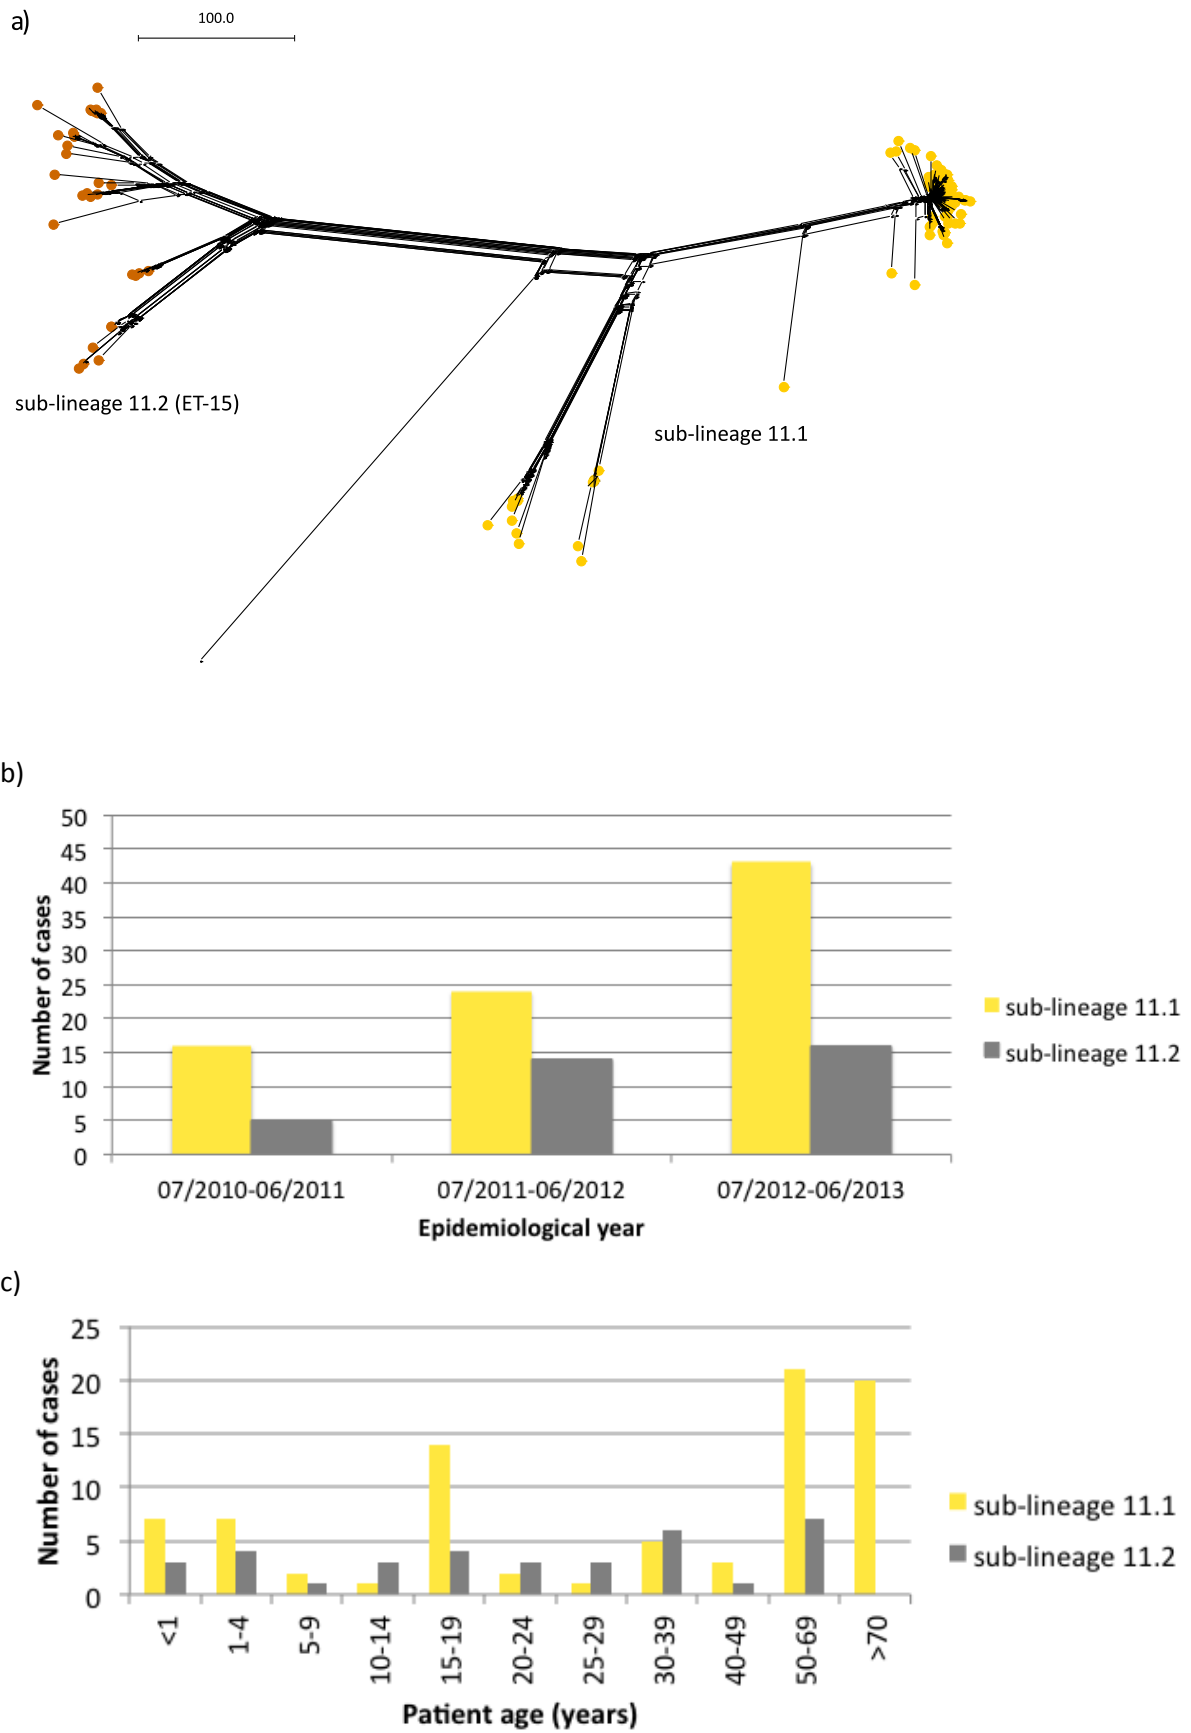 a)
100.0
sub-lineage 11.2 (ET-15)
sub-lineage 11.1
b)
50
45
40
35
30
25
20
15
10
5
0
Number of cases
07/2010-06/2011
07/2011-06/2012
07/2012-06/2013
Epidemiological year
sub-lineage 11.1
sub-lineage 11.2
c)
25
20
15
10
5
0
Number of cases
<1
1-4
5-9
10-14
15-19
20-24
25-29
30-39
40-49
50-69
>70
Patient age (years)
sub-lineage 11.1
sub-lineage 11.2